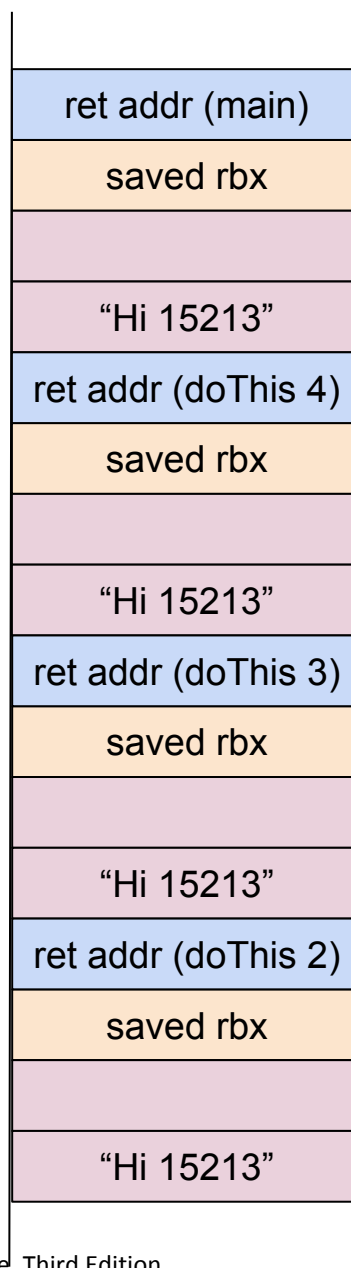 ret addr (main)
saved rbx
“Hi 15213”
ret addr (doThis 4)
saved rbx
“Hi 15213”
ret addr (doThis 3)
saved rbx
“Hi 15213”
ret addr (doThis 2)
saved rbx
“Hi 15213”
Third Edition